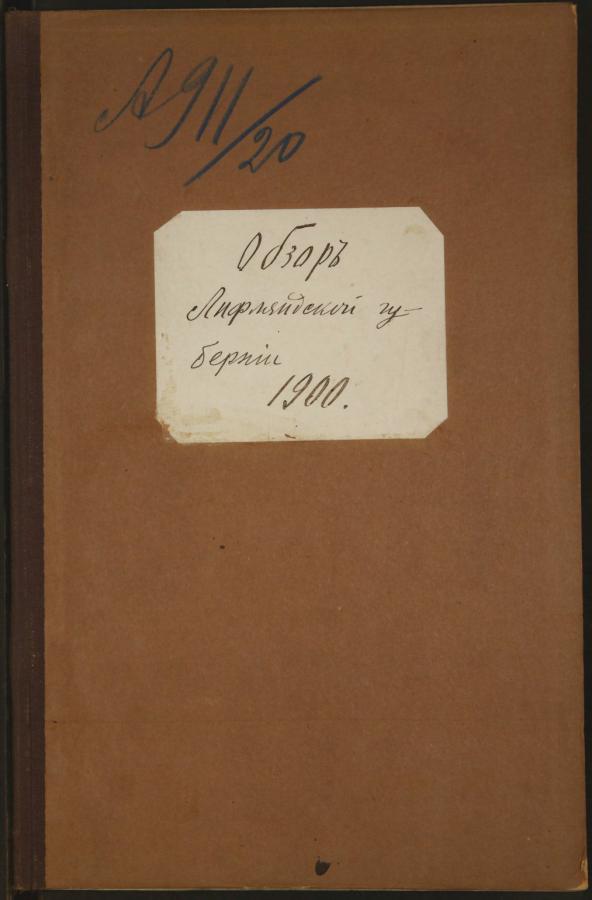 А 911/20
Обзоръ
Лифляндской гу-
берніи
1900.